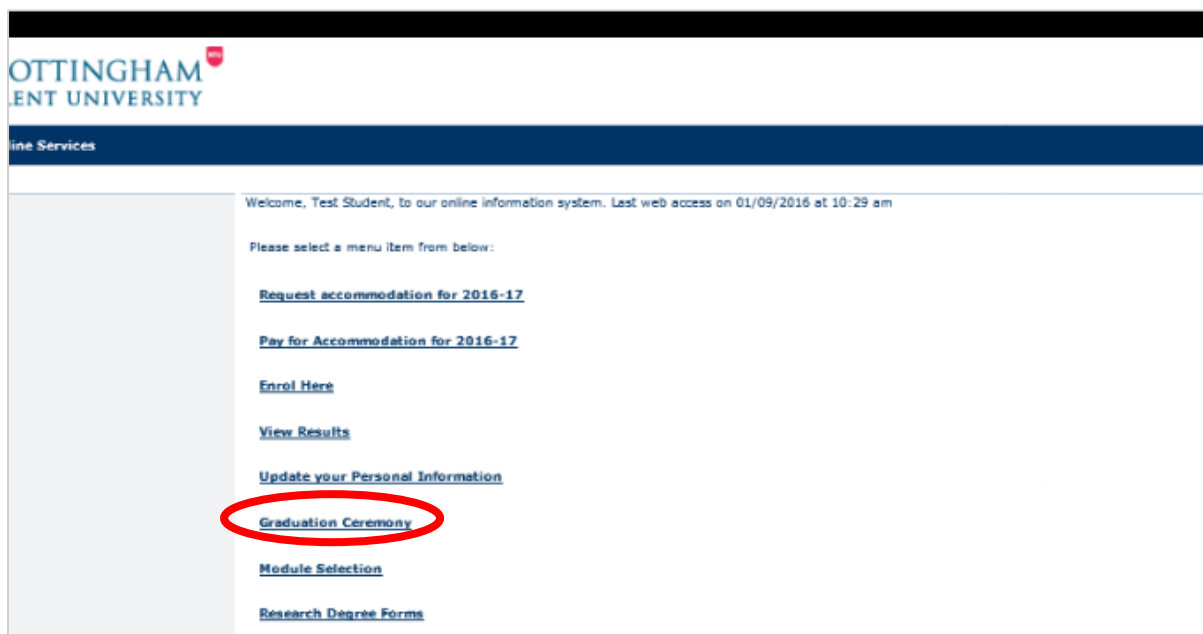 OTTINGHAM
ENT UNIVERSITY
line Services
Welcome, Test Student, to our online information system. Last web access on 01/09/2016 at 10:29 am
Please select a menu item from below:
Request accommodation for 2016-17
Pay for Accommodation for 2016-17
Enrol Here
View Results
Update your Personal Information
Graduation Ceremony
Module Selection
Research Degree Forms